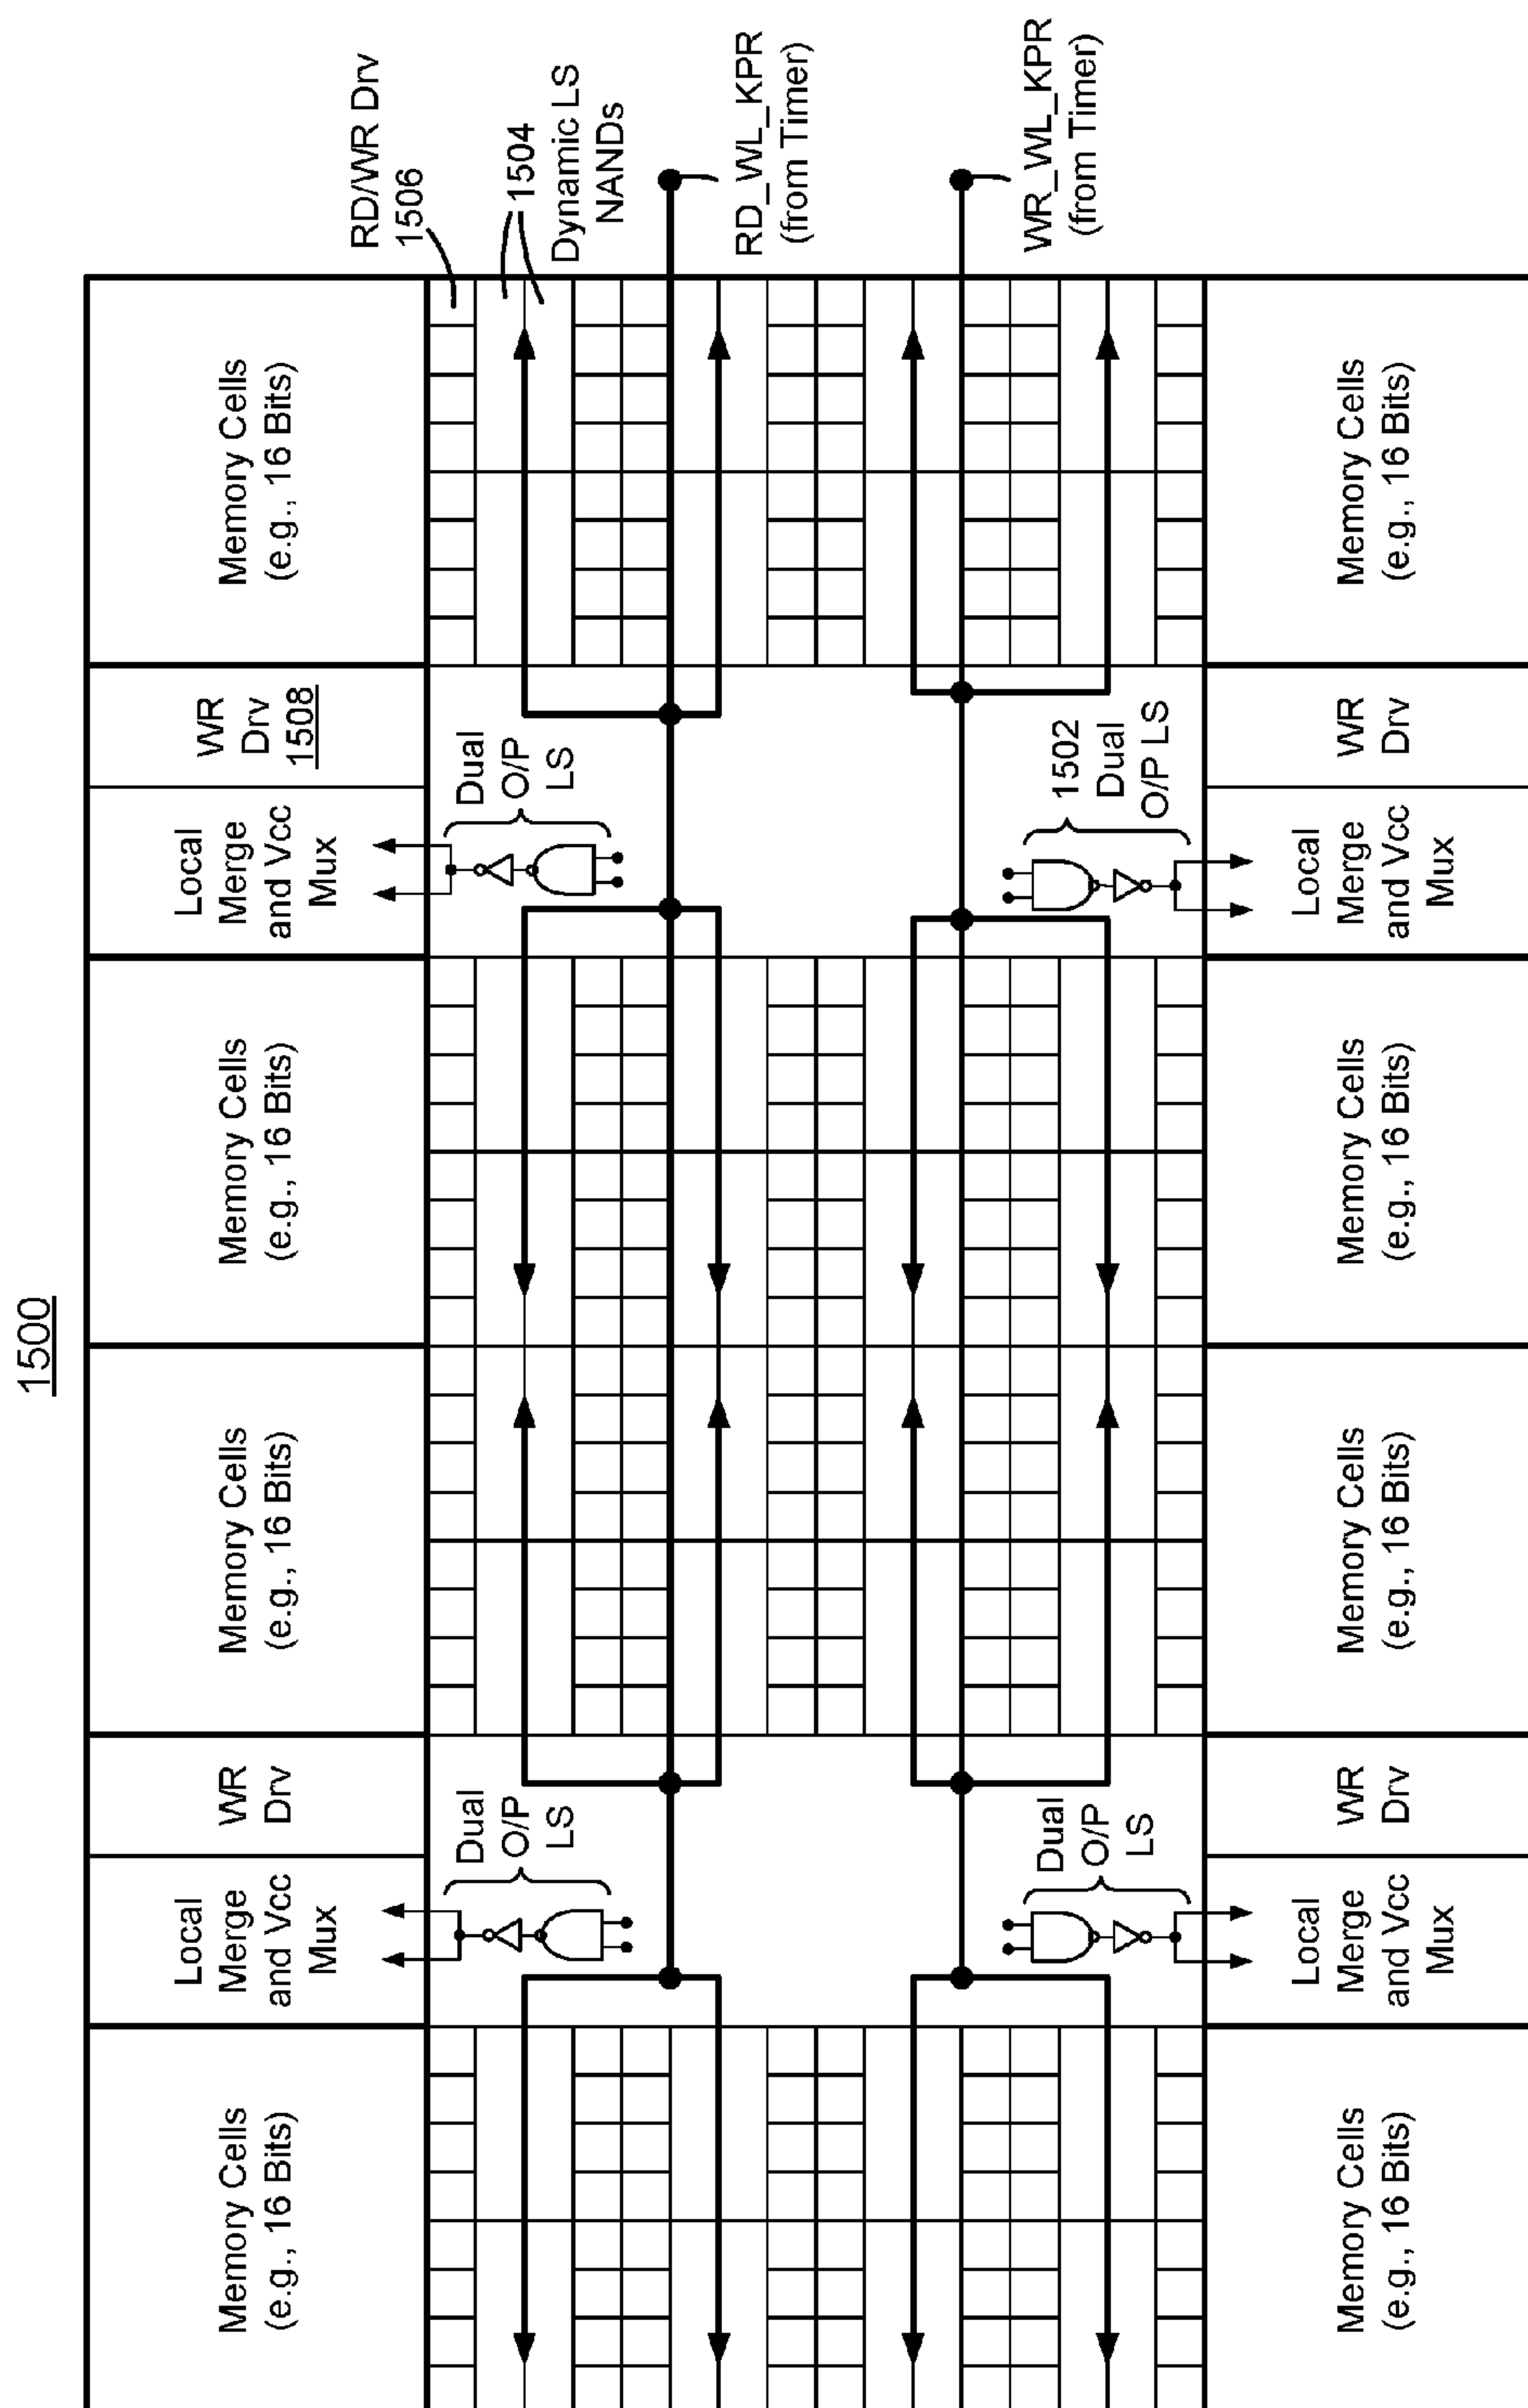 1500
Memory Cells
(e.g., 16 Bits)
Local
Merge
and Vcc
Mux
WR
Drv
Memory Cells
(e.g., 16 Bits)
Memory Cells
(e.g., 16 Bits)
Local
Merge
and Vcc
Mux
WR
Drv
1508
Memory Cells
(e.g., 16 Bits)
RD/WR Drv
1506
1504
Dynamic LS
NANDs
Dual
O/P
LS
Dual
O/P
LS
RD_WL_KPR
(from Timer)
WR_WL_KPR
(from Timer)
Dual
O/P
LS
1502
Dual
O/P LS
Memory Cells
(e.g., 16 Bits)
Local
Merge
and Vcc
Mux
WR
Drv
Memory Cells
(e.g., 16 Bits)
Memory Cells
(e.g., 16 Bits)
Local
Merge
and Vcc
Mux
WR
Drv
Memory Cells
(e.g., 16 Bits)